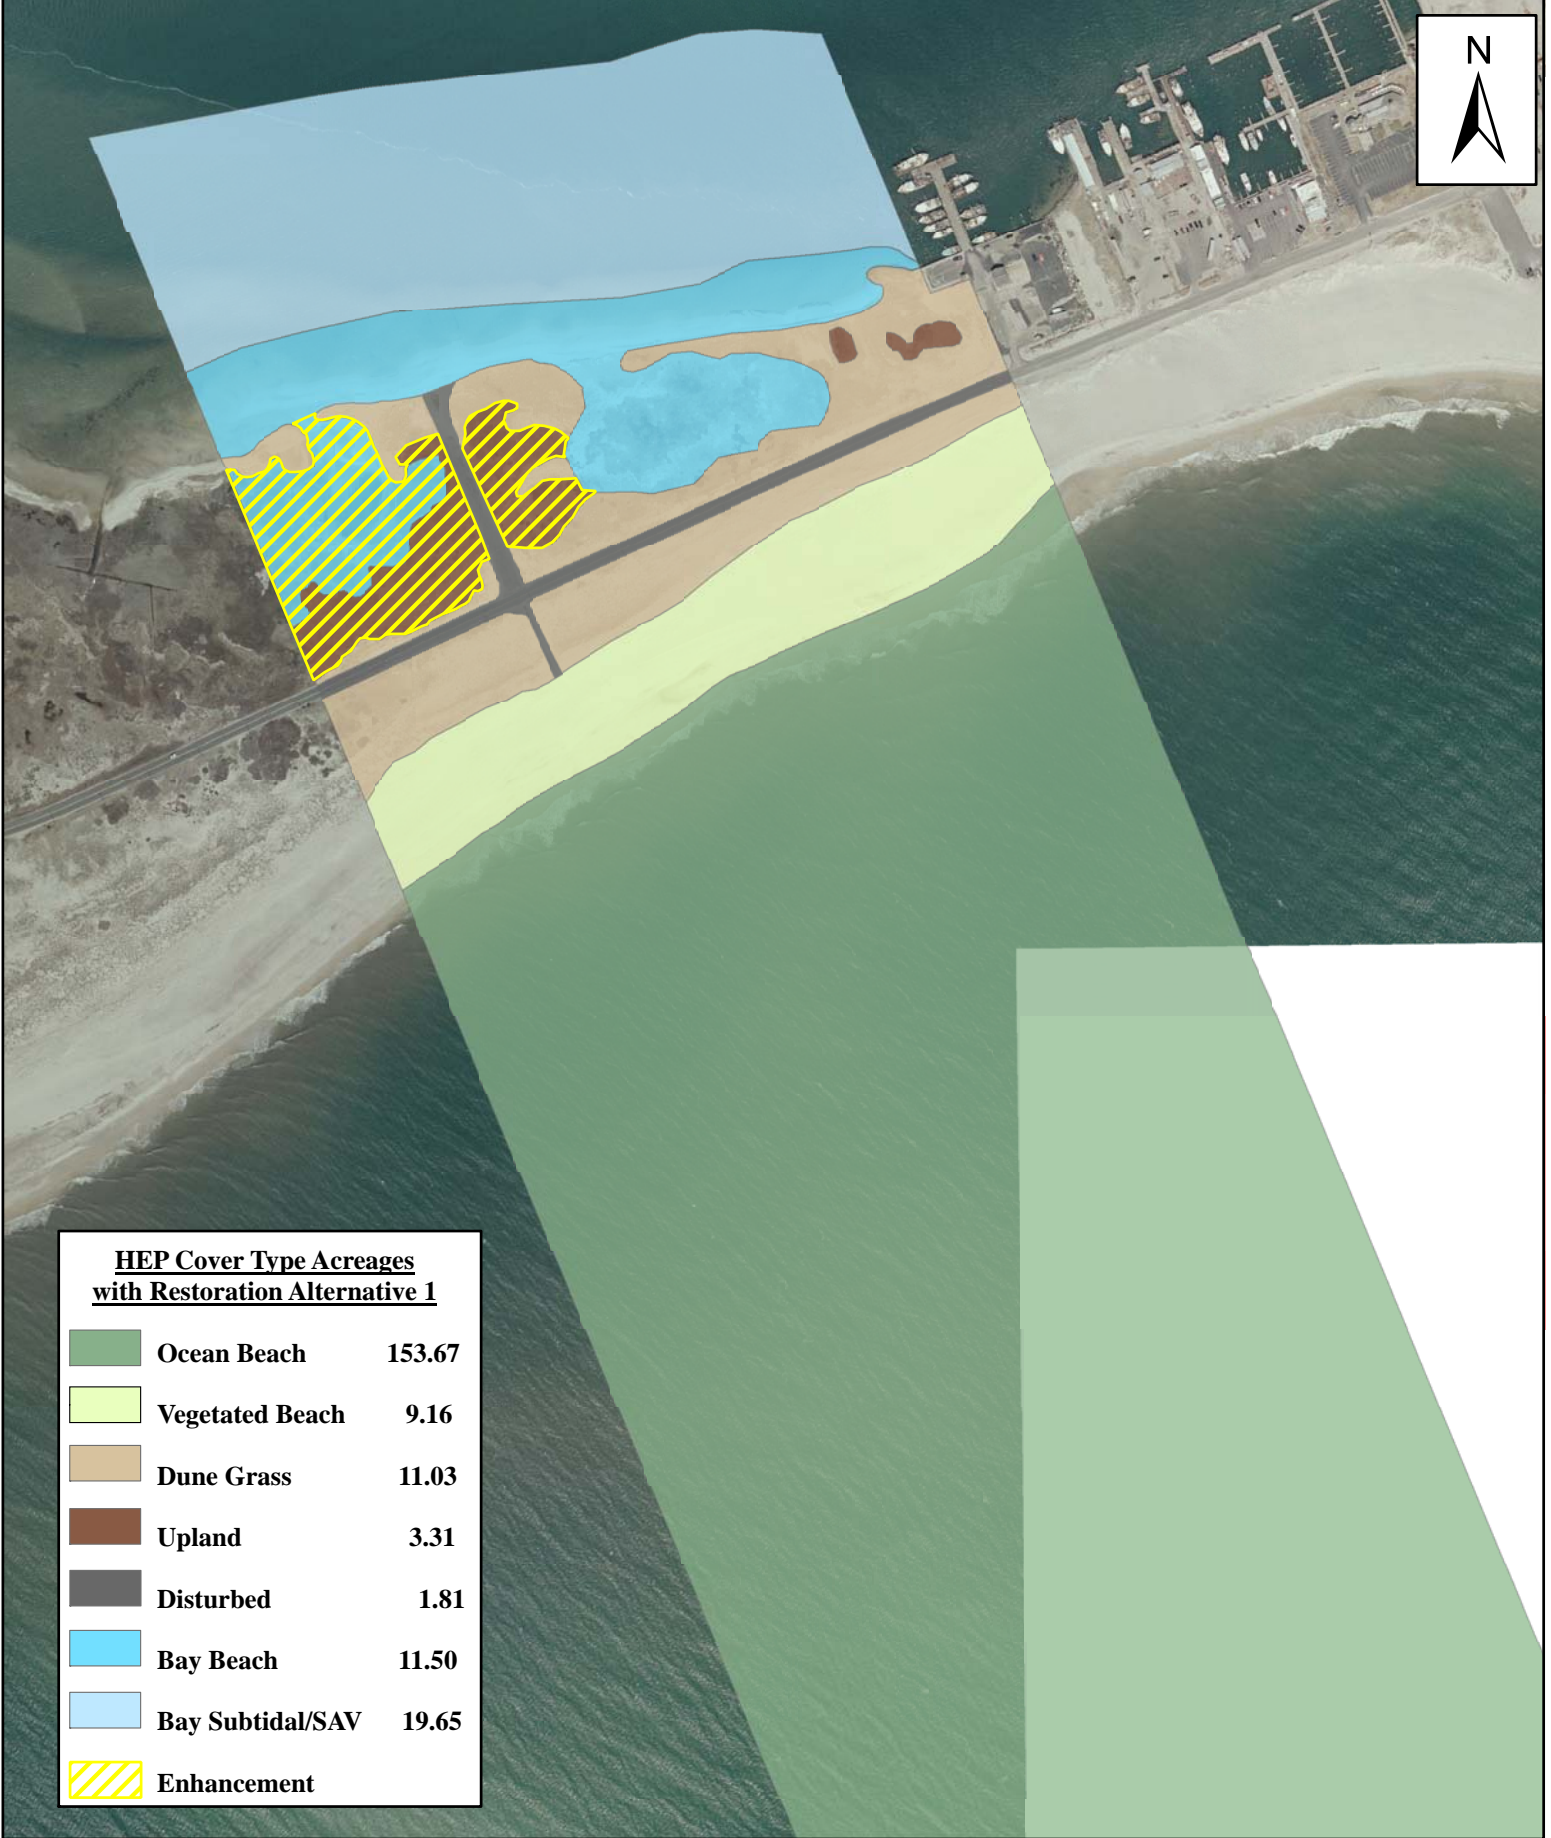 N
HEP Cover Type Acreages
with Restoration Alternative 1
Ocean Beach 153.67
Vegetated Beach 9.16
Dune Grass 11.03
Upland 3.31
Disturbed 1.81
Bay Beach 11.50
Bay Subtidal/SAV 19.65
Enhancement